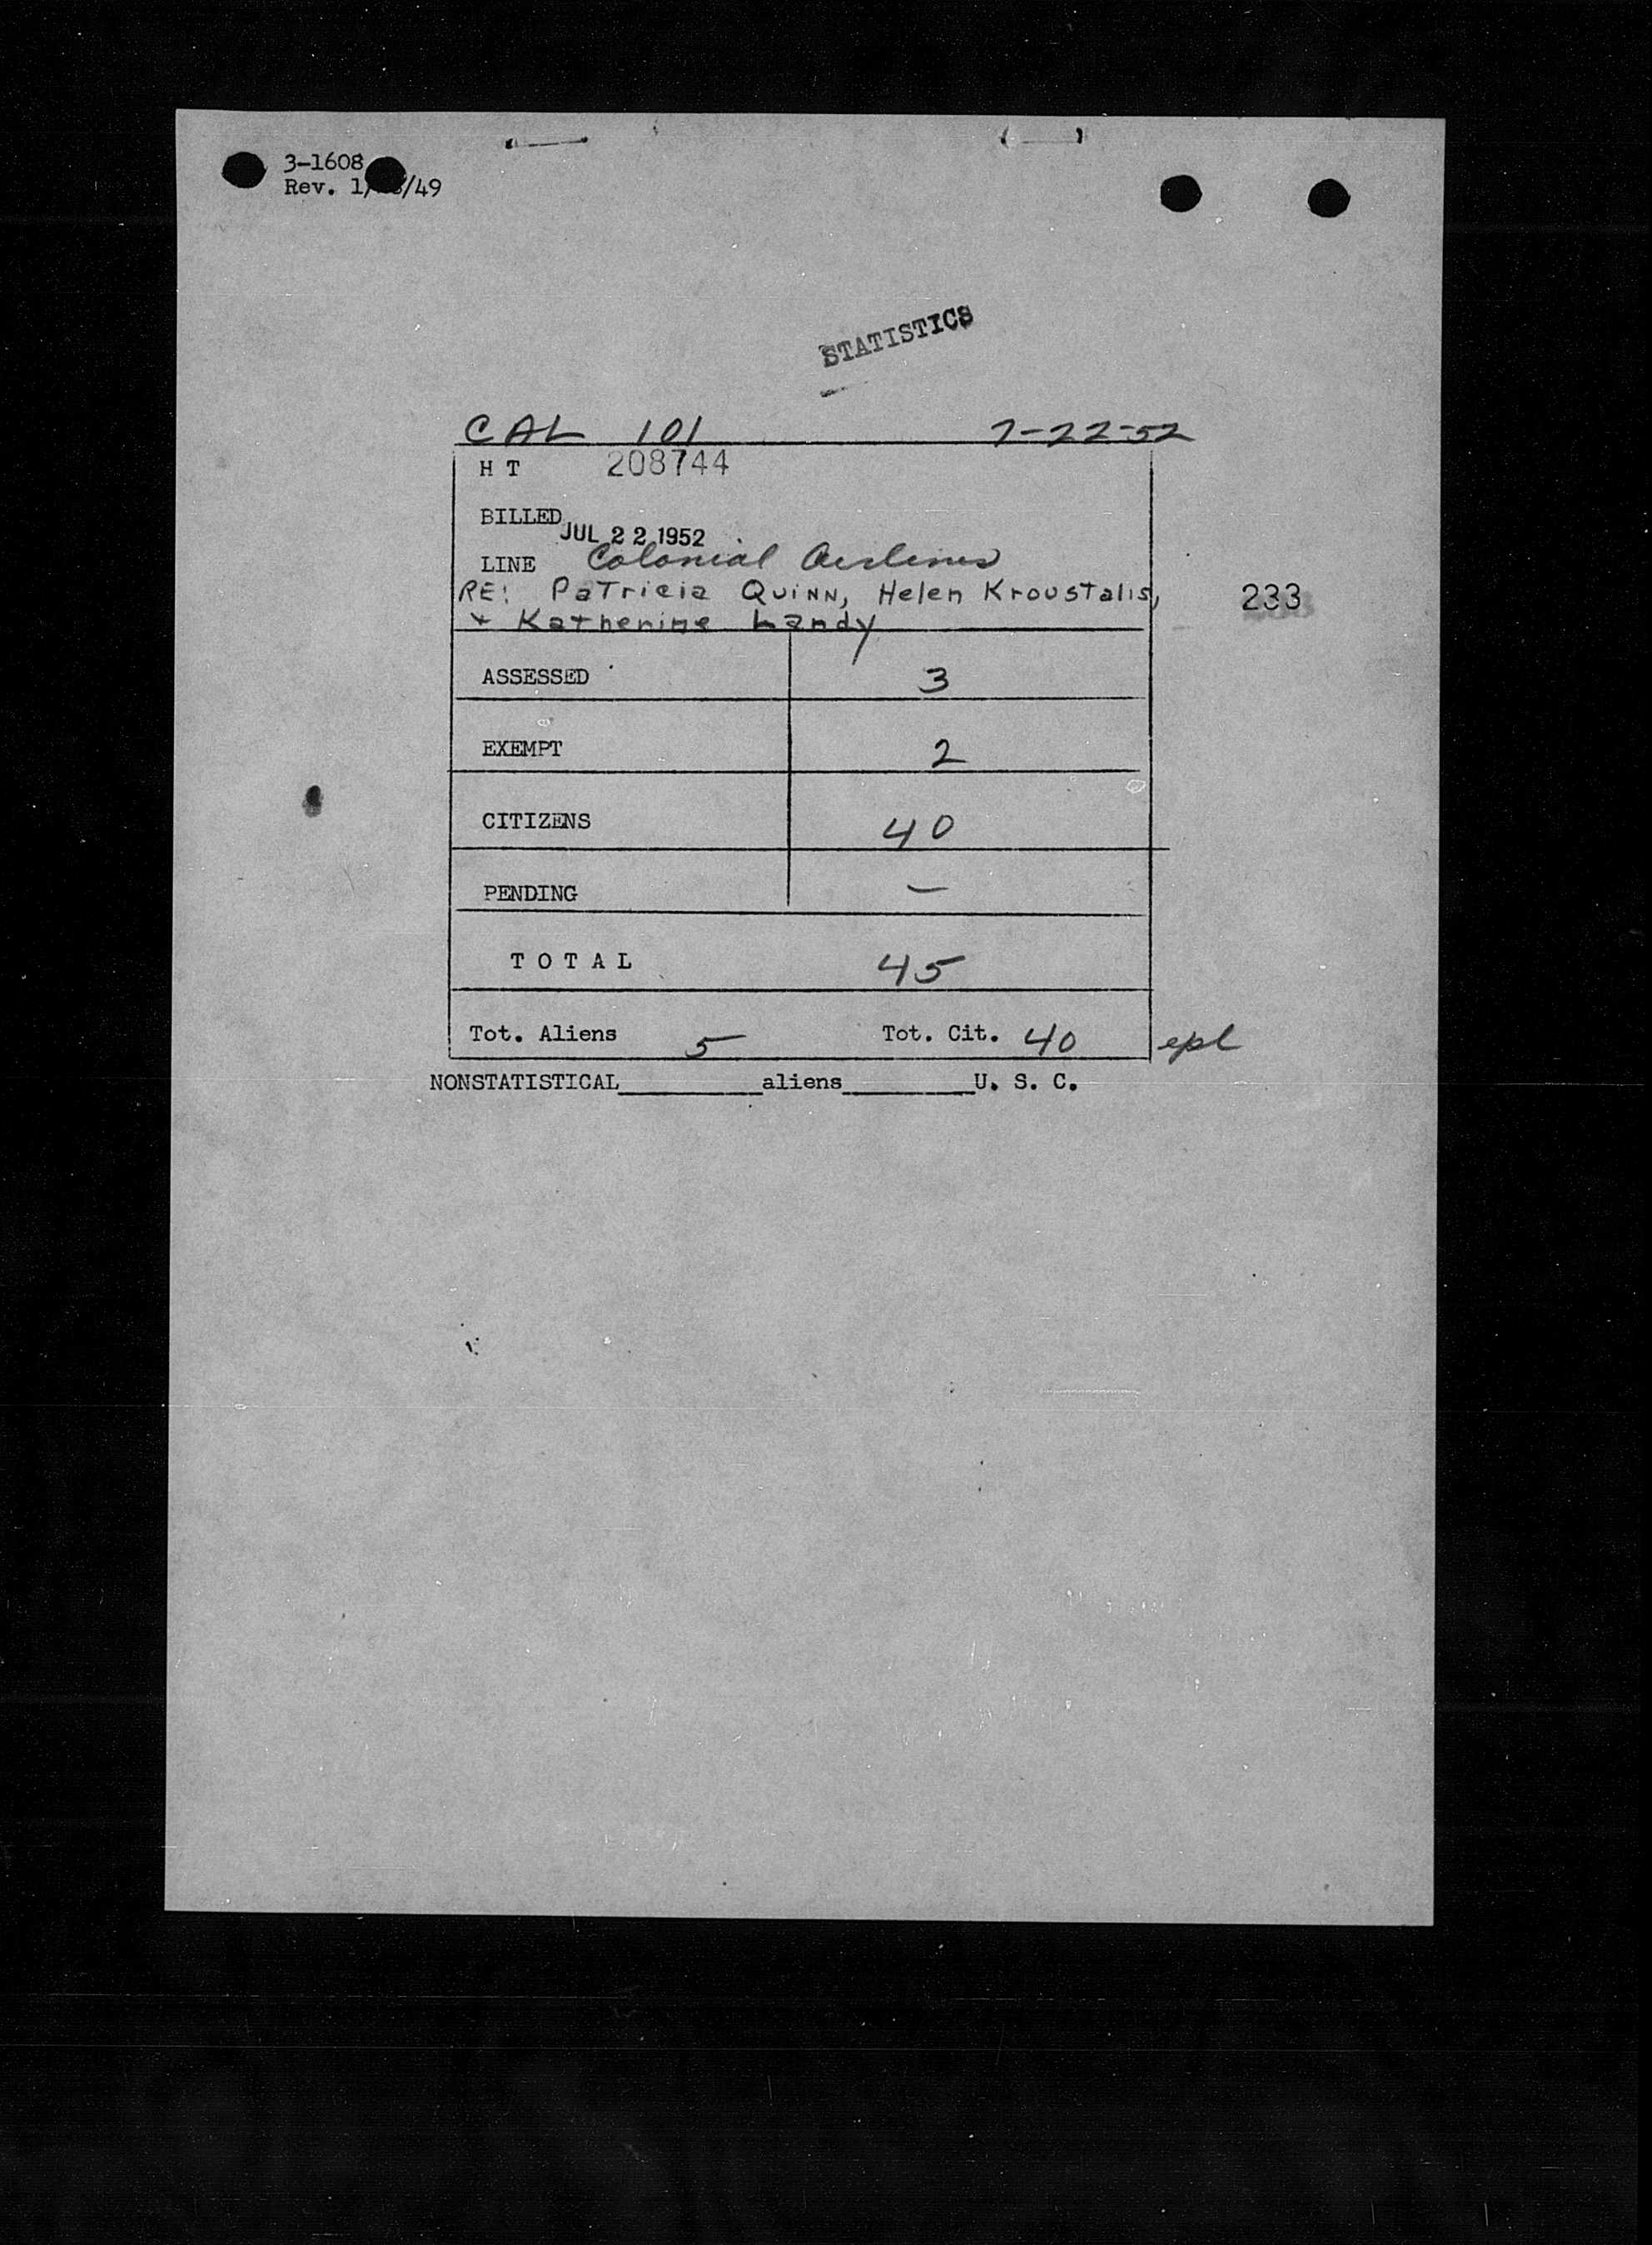 3-1608
Rev. 1/ /49
STATISTICS
CAL 101 7-22-52
H T 208744
BILLED JUL 22 1952
LINE Colonial Airlines
RE: Patricia Quinn, Helen Kroustalis,
+ Katherine Landy
233
ASSESSED 3
EXEMPT 2
CITIZENS 40
PENDING —
TOTAL 45
Tot. Aliens 5 Tot. Cit. 40 epl
NONSTATISTICAL________aliens________U. S. C.